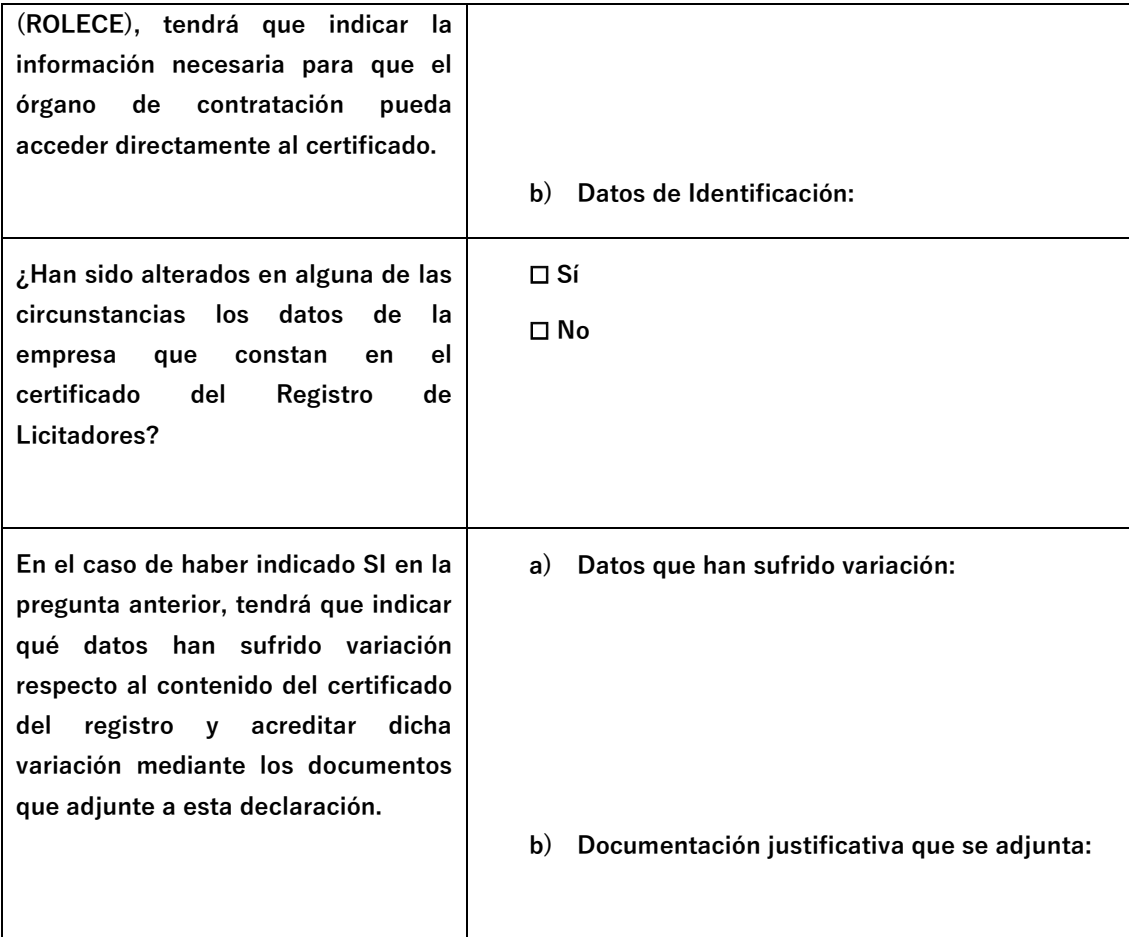 (ROLECE), tendrá que indicar la
información necesaria para que el
órgano de contratación pueda
acceder directamente al certificado.
b) Datos de Identificación:
¿Han sido alterados en alguna de las
circunstancias los datos de la
empresa que constan en el
certificado del Registro de
Licitadores?
☐ Sí
☐ No
En el caso de haber indicado SI en la
pregunta anterior, tendrá que indicar
qué datos han sufrido variación
respecto al contenido del certificado
del registro y acreditar dicha
variación mediante los documentos
que adjunte a esta declaración.
a) Datos que han sufrido variación:
b) Documentación justificativa que se adjunta: